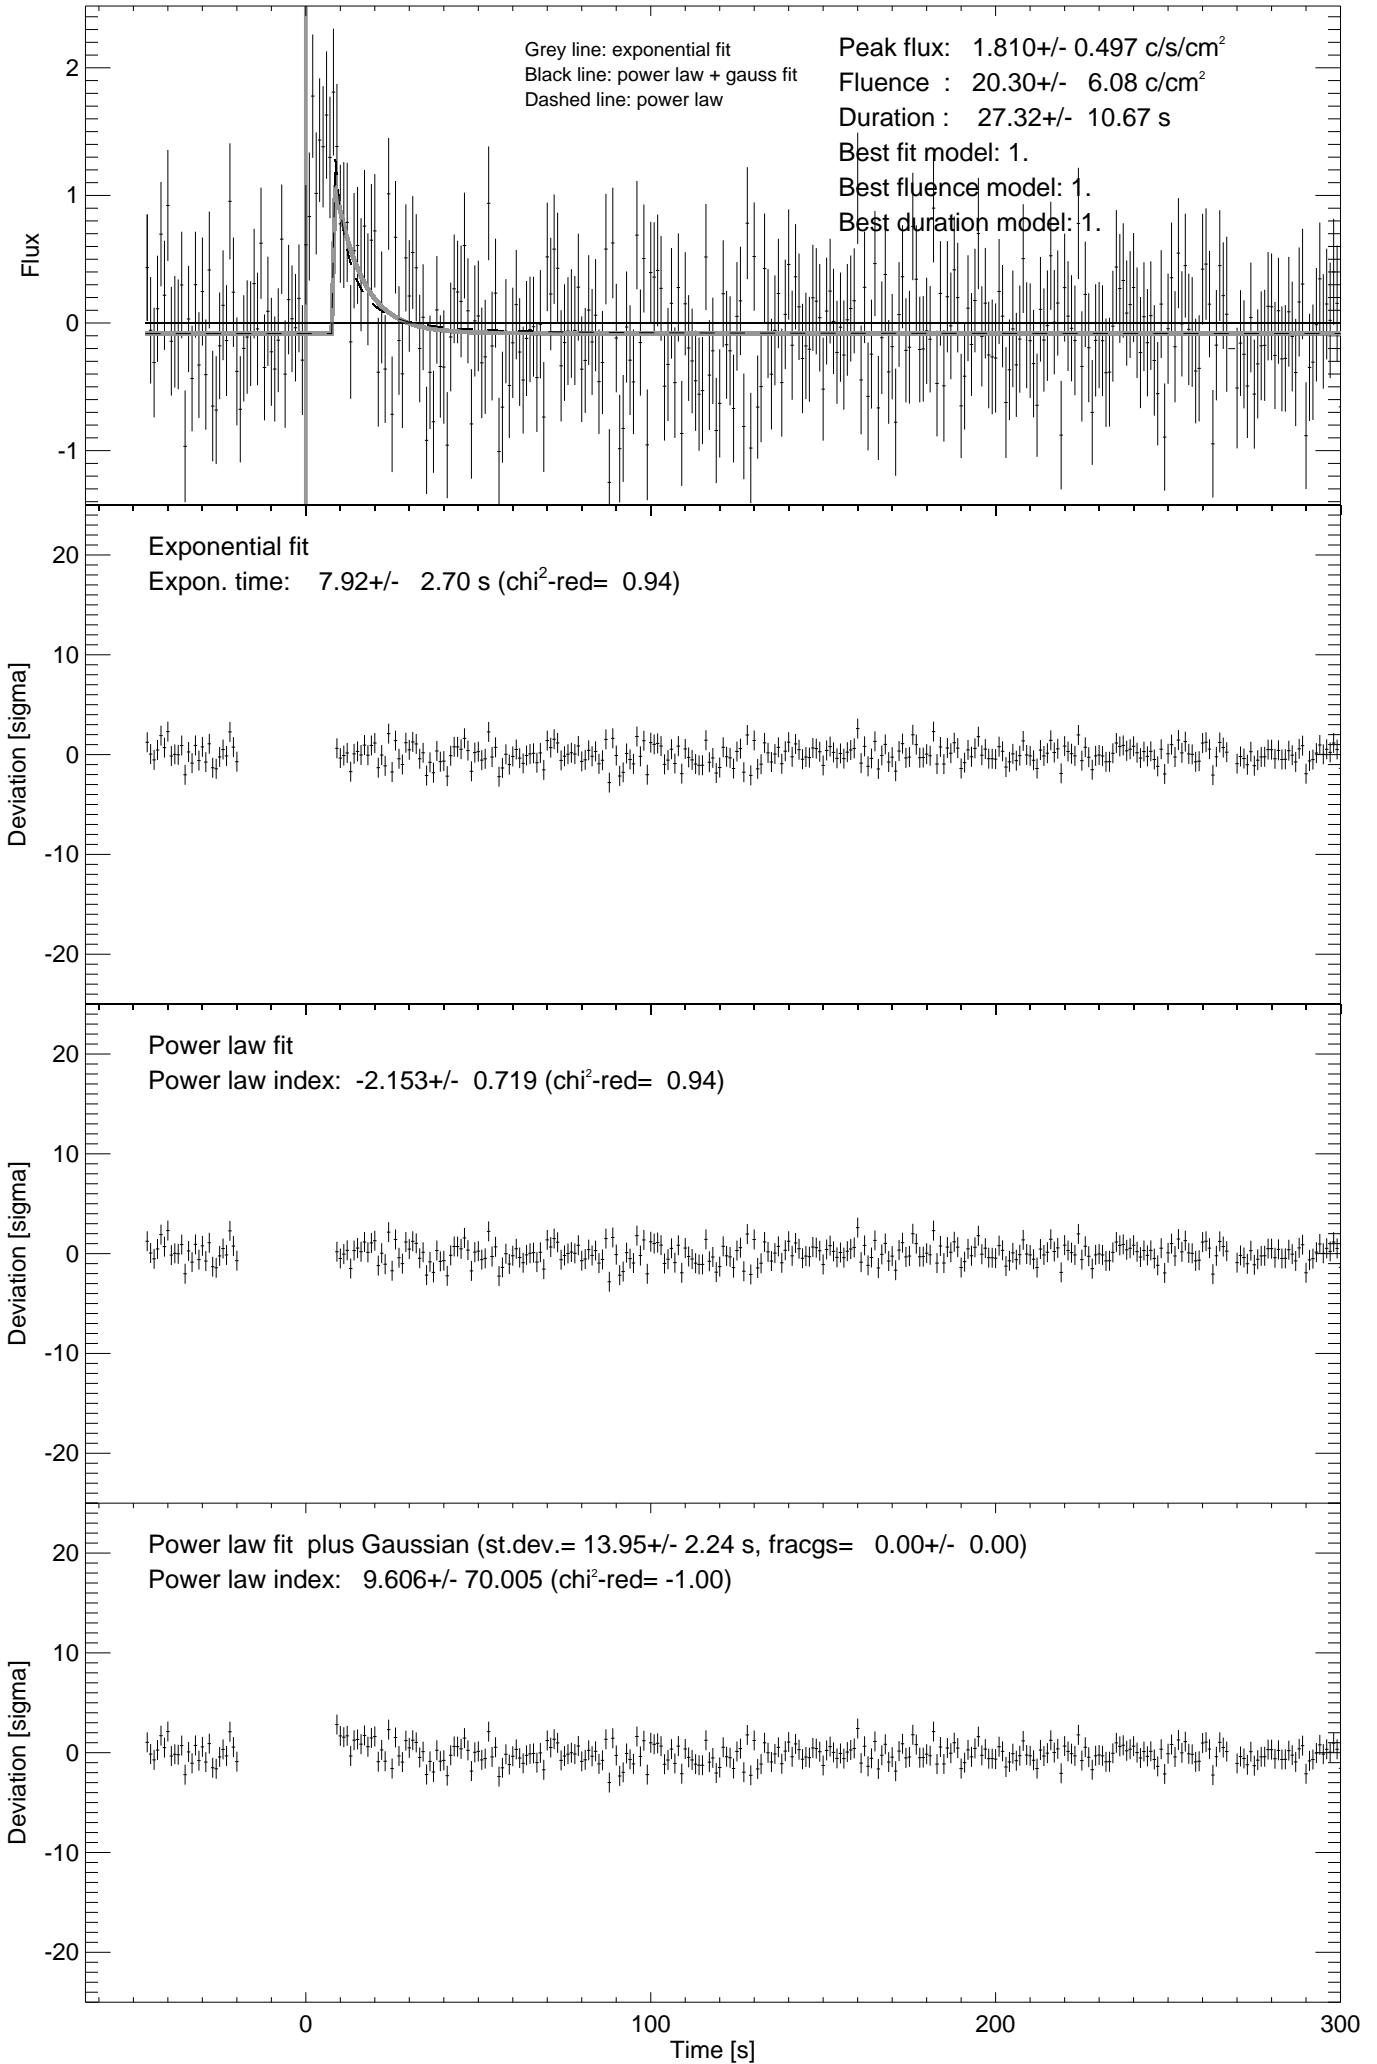 Grey line: exponential fit
Black line: power law + gauss fit
Dashed line: power law
Peak flux: 1.810+/- 0.497 c/s/cm²
Fluence : 20.30+/- 6.08 c/cm²
Duration : 27.32+/- 10.67 s
Best fit model: 1.
Best fluence model: 1.
Best duration model: 1.
2
1
0
-1
Flux
Exponential fit
Expon. time: 7.92+/- 2.70 s (chi²-red= 0.94)
20
10
0
-10
-20
Deviation [sigma]
Power law fit
Power law index: -2.153+/- 0.719 (chi²-red= 0.94)
20
10
0
-10
-20
Deviation [sigma]
Power law fit plus Gaussian (st.dev.= 13.95+/- 2.24 s, fracgs= 0.00+/- 0.00)
Power law index: 9.606+/- 70.005 (chi²-red= -1.00)
20
10
0
-10
-20
Deviation [sigma]
0 100 200 300
Time [s]